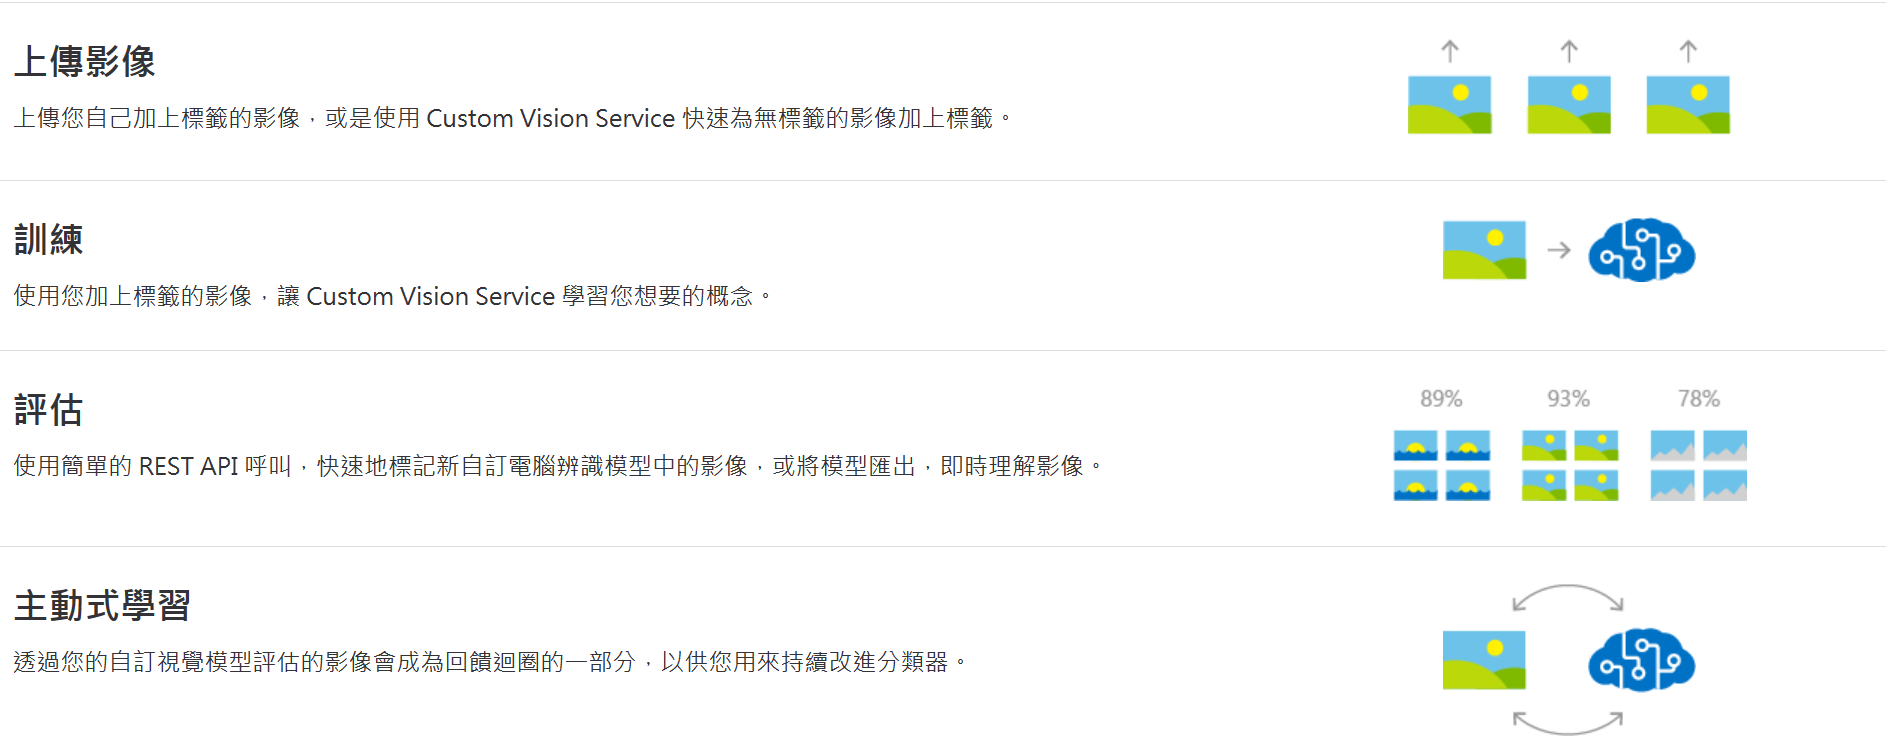 上傳影像
上傳您自己加上標籤的影像，或是使用 Custom Vision Service 快速為無標籤的影像加上標籤。
訓練
使用您加上標籤的影像，讓 Custom Vision Service 學習您想要的概念。
評估
89% 93% 78%
使用簡單的 REST API 呼叫，快速地標記新自訂電腦辨識模型中的影像，或將模型匯出，即時理解影像。
主動式學習
透過您的自訂視覺模型評估的影像會成為回饋迴圈的一部分，以供您用來持續改進分類器。